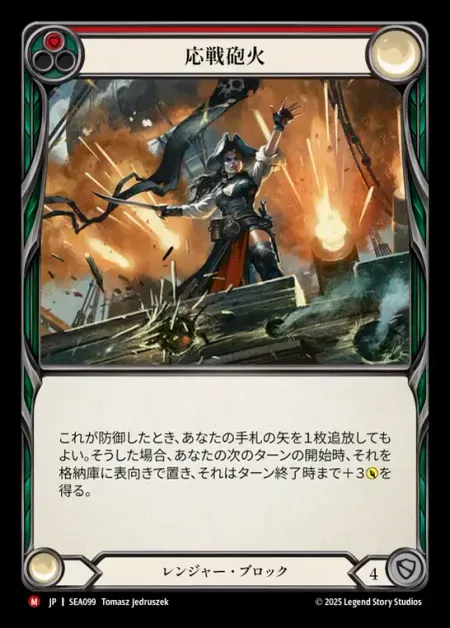 応戦砲火
これが防御したとき、あなたの手札の矢を1枚追放しても
よい。そうした場合、あなたの次のターンの開始時、それを
格納庫に表向きで置き、それはターン終了時まで+3を
得る。
レンジャー・ブロック
4
M JP | SEA099 Tomasz Jedruszek
© 2025 Legend Story Studios